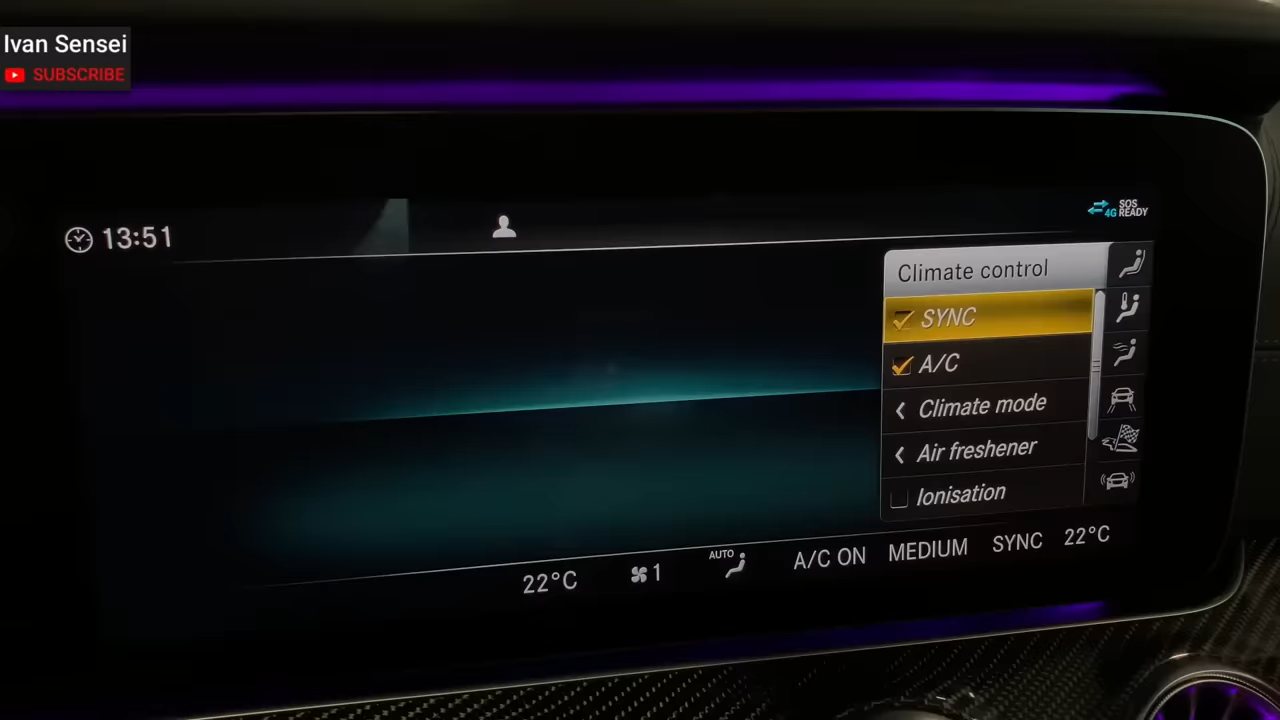 Ivan Sensei
SUBSCRIBE
13:51
4G
SOS
READY
Climate control
SYNC
A/C
Climate mode
Air freshener
Ionisation
22°C
1
AUTO
A/C ON
MEDIUM
SYNC
22°C